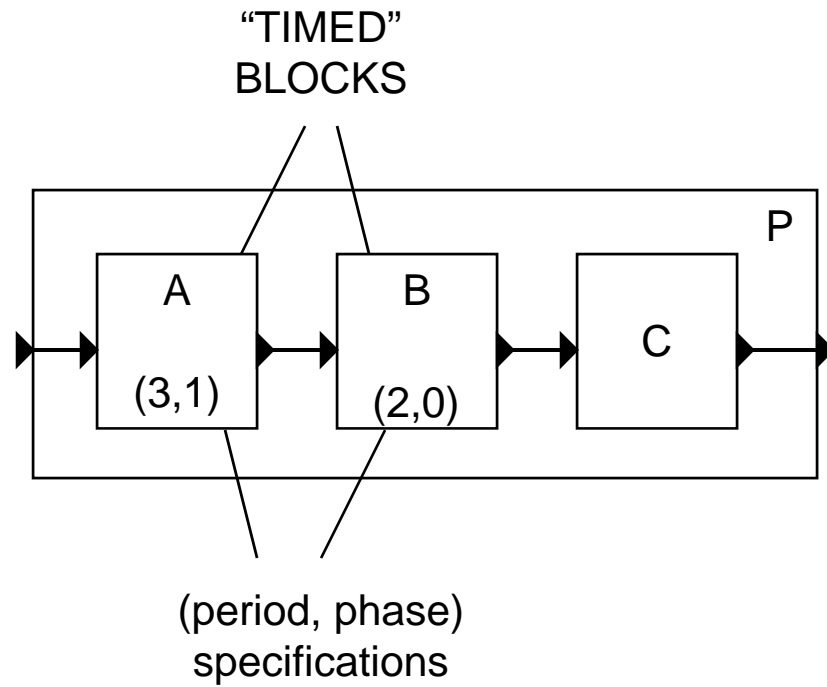 “TIMED”
BLOCKS
P
A
B
C
(3,1)
(2,0)
(period, phase)
specifications